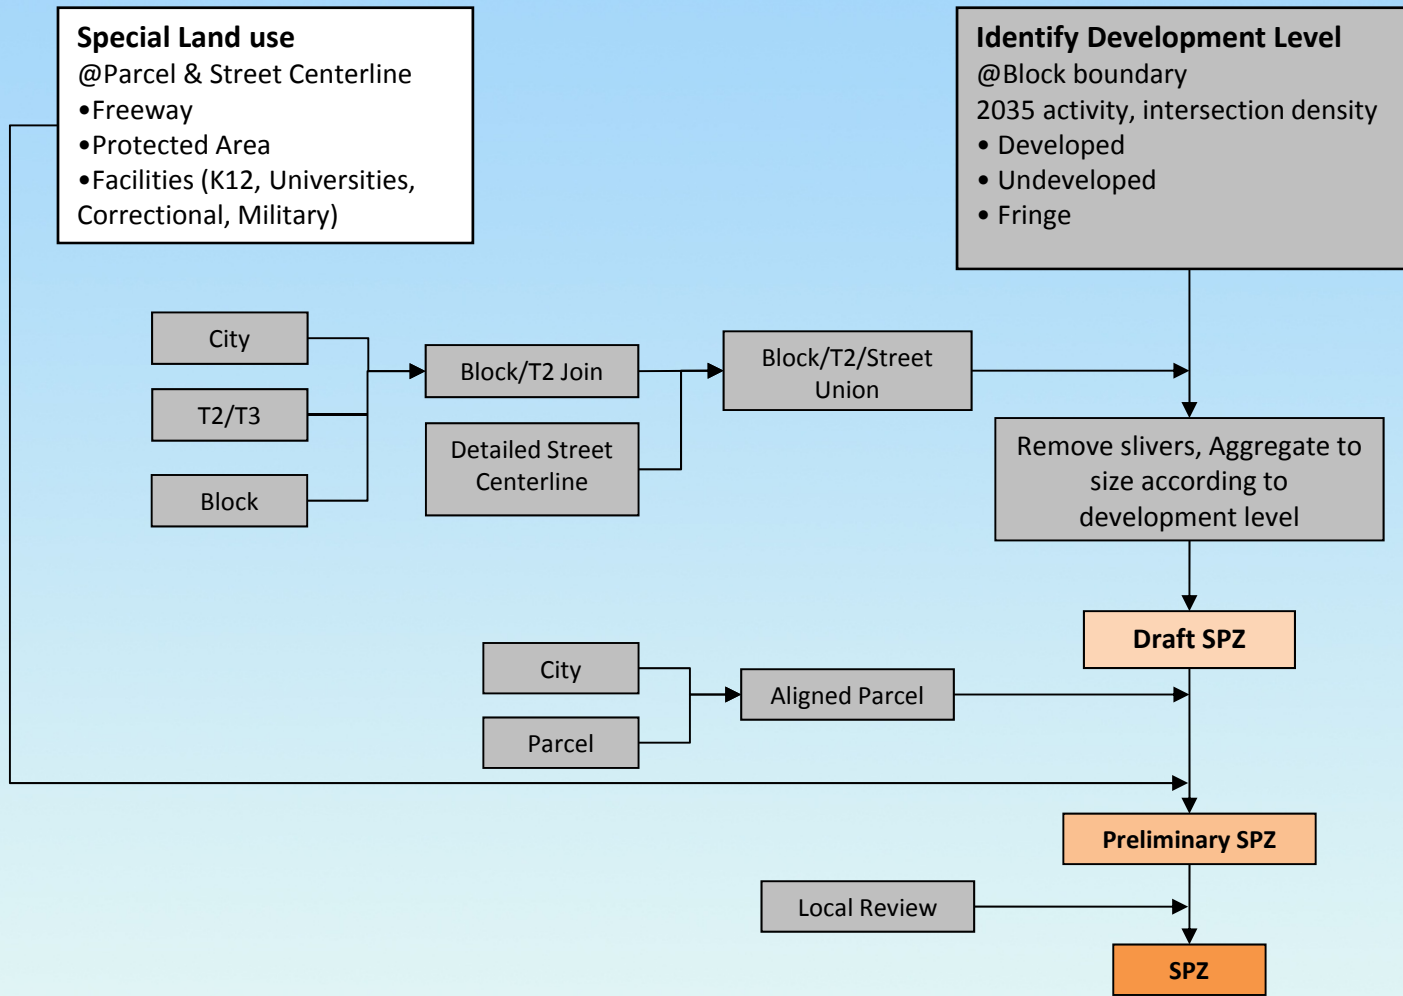 Special Land use
@Parcel & Street Centerline
•Freeway
•Protected Area
•Facilities (K12, Universities,
Correctional, Military)
Identify Development Level
@Block boundary
2035 activity, intersection density
• Developed
• Undeveloped
• Fringe
City
T2/T3
Block
Block/T2 Join
Detailed Street
Centerline
Block/T2/Street
Union
Remove slivers, Aggregate to
size according to
development level
Draft SPZ
City
Parcel
Aligned Parcel
Preliminary SPZ
Local Review
SPZ